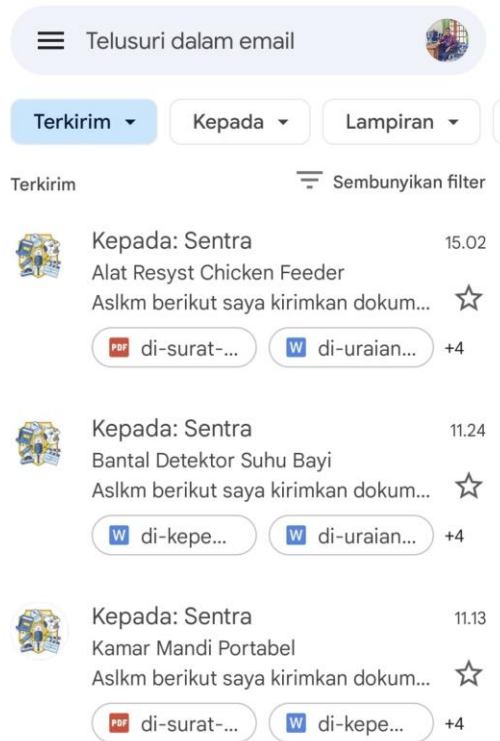 Telusuri dalam email
Terkirim Kepada Lampiran
Terkirim Sembunyikan filter
Kepada: Sentra 15.02
Alat Resyst Chicken Feeder
Aslkm berikut saya kirimkan dokum...
PDF di-surat-... W di-uraian... +4
Kepada: Sentra 11.24
Bantal Detektor Suhu Bayi
Aslkm berikut saya kirimkan dokum...
W di-kepe... W di-uraian... +4
Kepada: Sentra 11.13
Kamar Mandi Portabel
Aslkm berikut saya kirimkan dokum...
PDF di-surat-... W di-kepe... +4